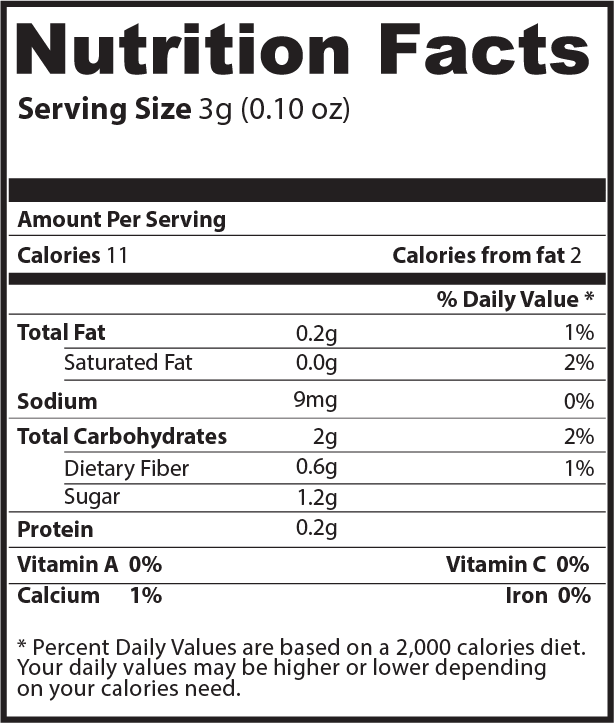 Nutrition Facts
Serving Size 3g (0.10 oz)
Amount Per Serving
Calories 11 Calories from fat 2
% Daily Value *
Total Fat 0.2g 1%
Saturated Fat 0.0g 2%
Sodium 9mg 0%
Total Carbohydrates 2g 2%
Dietary Fiber 0.6g 1%
Sugar 1.2g
Protein 0.2g
Vitamin A 0% Vitamin C 0%
Calcium 1% Iron 0%
* Percent Daily Values are based on a 2,000 calories diet.
Your daily values may be higher or lower depending
on your calories need.